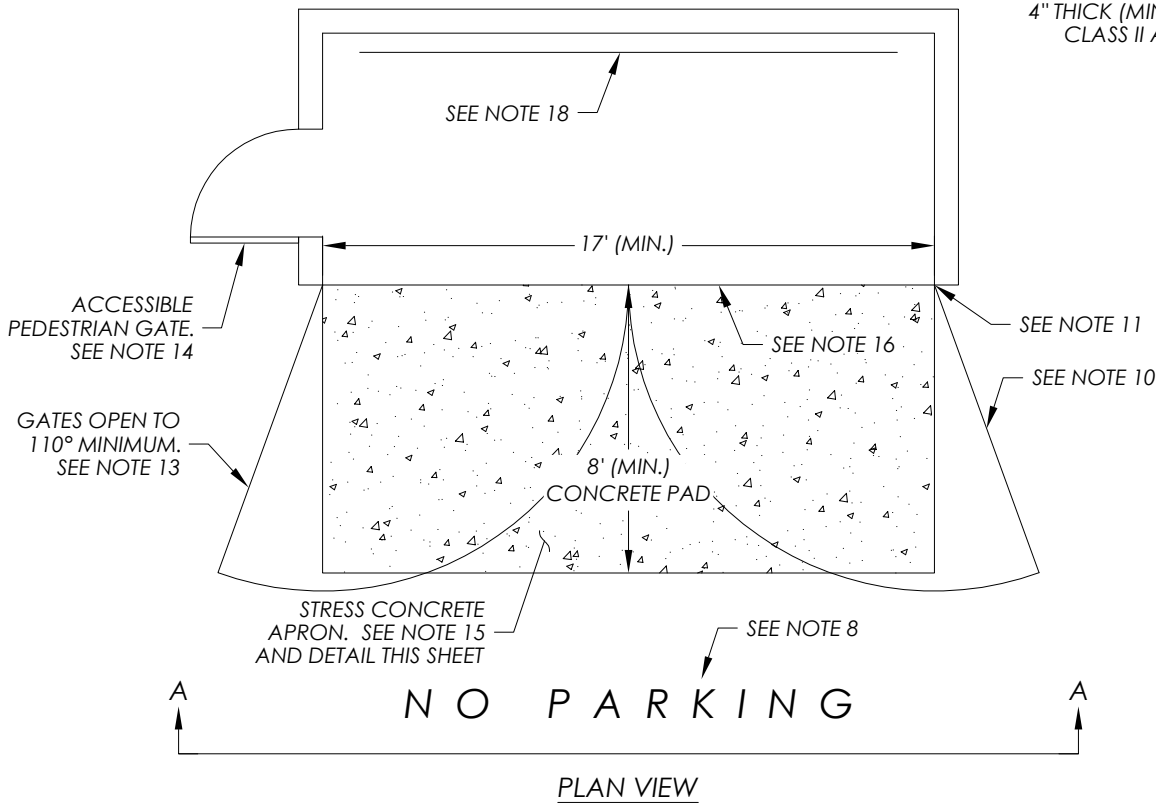 4" THICK (MIN
CLASS II A
SEE NOTE 18
17' (MIN.)
ACCESSIBLE
PEDESTRIAN GATE.
SEE NOTE 14
SEE NOTE 11
SEE NOTE 16
SEE NOTE 10
GATES OPEN TO
110° MINIMUM.
SEE NOTE 13
8' (MIN.)
CONCRETE PAD
STRESS CONCRETE
APRON. SEE NOTE 15
AND DETAIL THIS SHEET
SEE NOTE 8
A
NO PARKING
A
PLAN VIEW